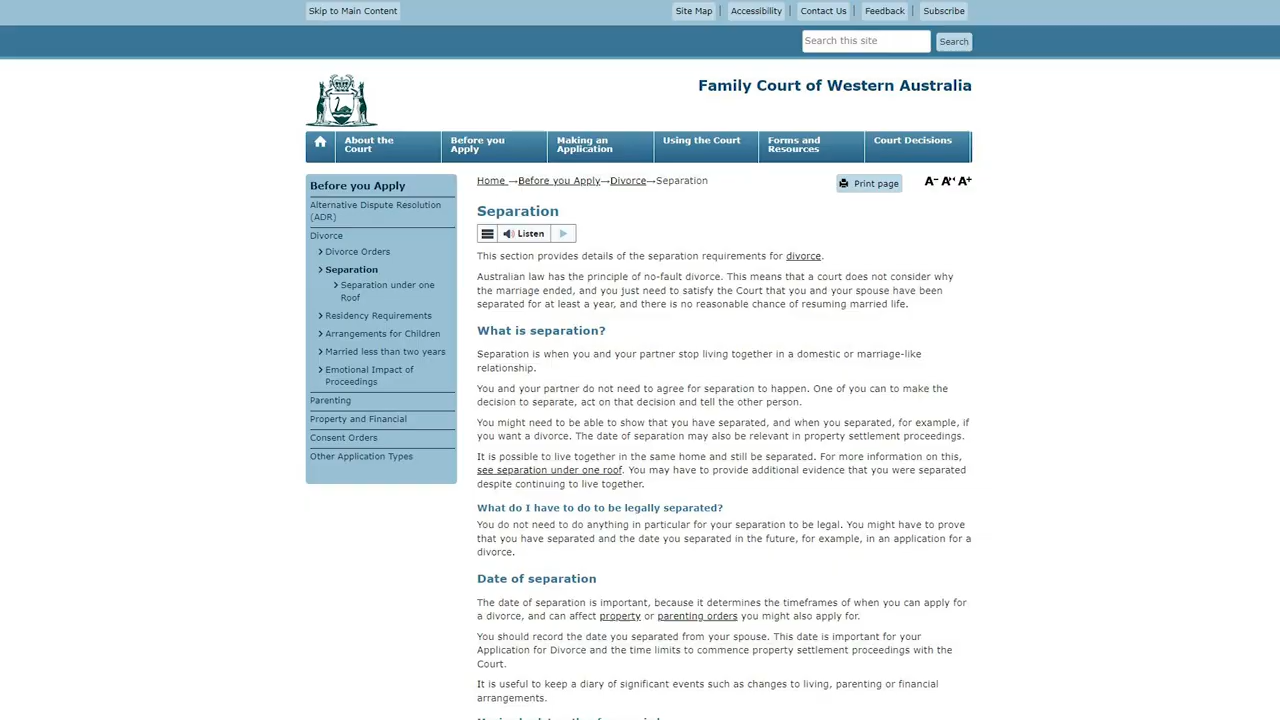 Skip to Main Content
Site Map | Accessibility | Contact Us | Feedback | Subscribe
Search this site
Search
Family Court of Western Australia
About the
Court
Before you
Apply
Making an
Application
Using the Court
Forms and
Resources
Court Decisions
Before you Apply
Alternative Dispute Resolution
(ADR)
Divorce
Divorce Orders
Separation
Separation under one
Roof
Residency Requirements
Arrangements for Children
Married less than two years
Emotional Impact of
Proceedings
Parenting
Property and Financial
Consent Orders
Other Application Types
Home →Before you Apply→Divorce→Separation
Print page
A- A+
Separation
Listen
This section provides details of the separation requirements for divorce.
Australian law has the principle of no-fault divorce. This means that a court does not consider why
the marriage ended, and you just need to satisfy the Court that you and your spouse have been
separated for at least a year, and there is no reasonable chance of resuming married life.
What is separation?
Separation is when you and your partner stop living together in a domestic or marriage-like
relationship.
You and your partner do not need to agree for separation to happen. One of you can to make the
decision to separate, act on that decision and tell the other person.
You might need to be able to show that you have separated, and when you separated, for example, if
you want a divorce. The date of separation may also be relevant in property settlement proceedings.
It is possible to live together in the same home and still be separated. For more information on this,
see separation under one roof. You may have to provide additional evidence that you were separated
despite continuing to live together.
What do I have to do to be legally separated?
You do not need to do anything in particular for your separation to be legal. You might have to prove
that you have separated and the date you separated in the future, for example, in an application for a
divorce.
Date of separation
The date of separation is important, because it determines the timeframes of when you can apply for
a divorce, and can affect property or parenting orders you might also apply for.
You should record the date you separated from your spouse. This date is important for your
Application for Divorce and the time limits to commence property settlement proceedings with the
Court.
It is useful to keep a diary of significant events such as changes to living, parenting or financial
arrangements.